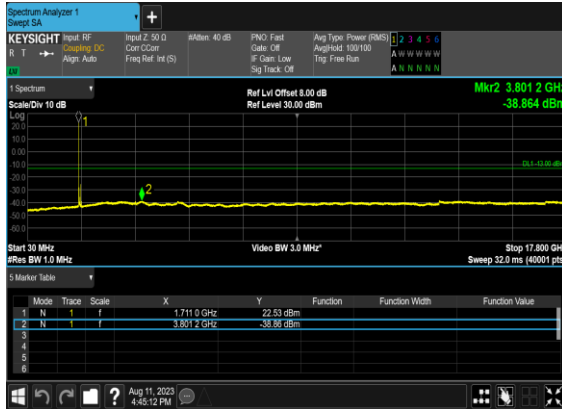 Spectrum Analyzer 1
Swept SA
+
KEYSIGHT Input: RF Input Z: 50 Ω #Atten: 40 dB PNO: Fast Avg Type: Power (RMS) 1 2 3 4 5 6
R T Coupling: DC Corr CCorr Gate: Off Avg|Hold: 100/100 A W W W W W
Align: Auto Freq Ref: Int (S) IF Gain: Low Trig: Free Run
Sig Track: Off A N N N N N
LU
1 Spectrum Ref Lvl Offset 8.00 dB Mkr2 3.801 2 GHz
Scale/Div 10 dB Ref Level 30.00 dBm -38.864 dBm
Log
20.0
10.0
0.00
-10.0 DL1 -13.00 dB
-20.0
-30.0
-40.0
-50.0
-60.0
1
2
Start 30 MHz Video BW 3.0 MHz* Stop 17.800 GH
#Res BW 1.0 MHz Sweep 32.0 ms (40001 pts
5 Marker Table
Mode Trace Scale X Y Function Function Width Function Value
1 N 1 f 1.711 0 GHz 22.53 dBm
2 N 1 f 3.801 2 GHz -38.86 dBm
3
4
5
6
? Aug 11, 2023
4:45:12 PM